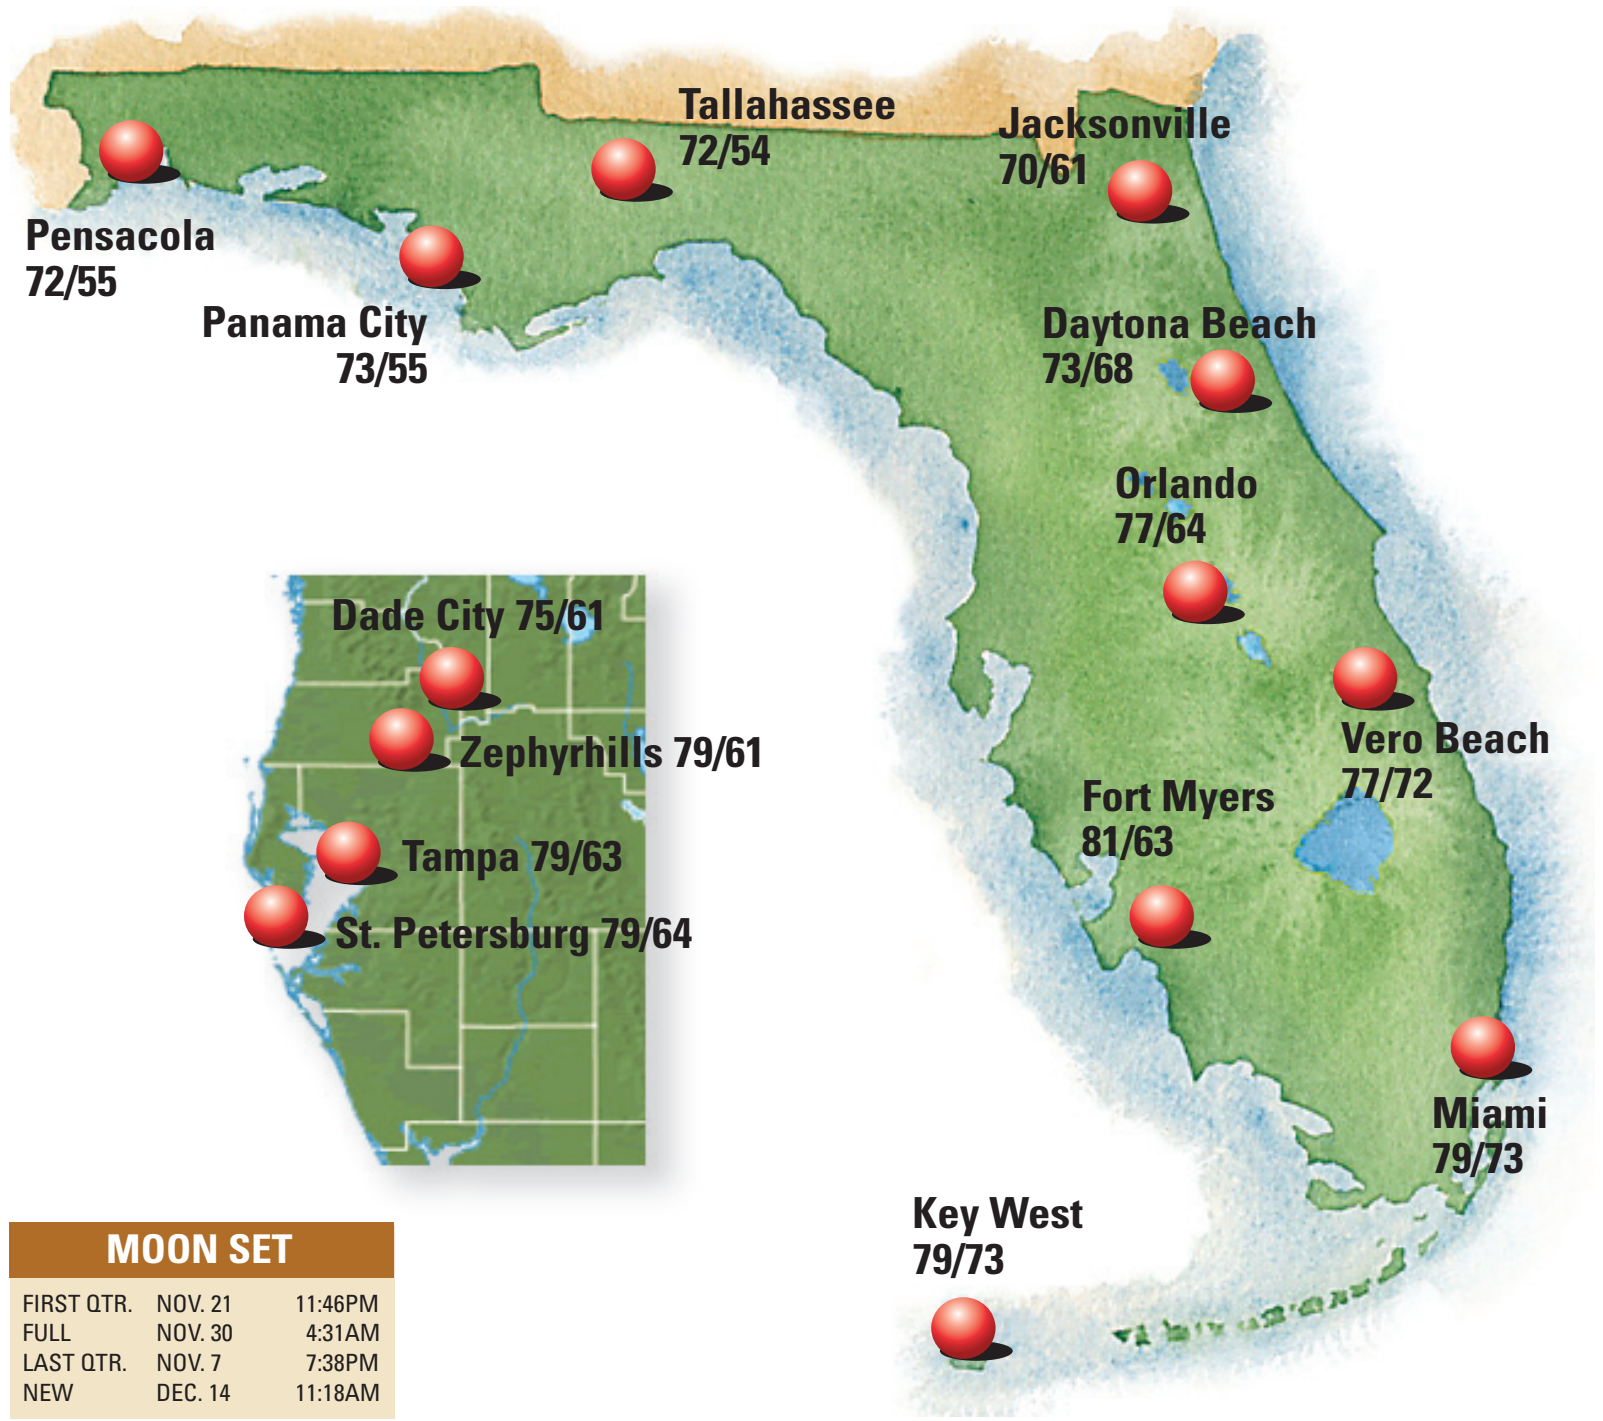 Tallahassee
72/54
Jacksonville
70/61
Pensacola
72/55
Panama City
73/55
Daytona Beach
73/68
Orlando
77/64
Dade City 75/61
Zephyrhills 79/61
Tampa 79/63
St. Petersburg 79/64
Vero Beach
77/72
Fort Myers
81/63
Miami
79/73
Key West
79/73
MOON SET
FIRST QTR. NOV. 21 11:46PM
FULL NOV. 30 4:31AM
LAST QTR. NOV. 7 7:38PM
NEW DEC. 14 11:18AM